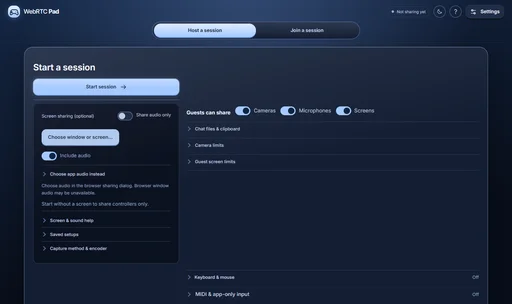 WebRTC Pad
Not sharing yet
?
Settings
Host a session
Join a session
Start a session
Start session →
Screen sharing (optional)
Share audio only
Choose window or screen...
Include audio
Choose app audio instead
Choose audio in the browser sharing dialog. Browser window
audio may be unavailable.
Start without a screen to share controllers only.
Screen & sound help
Saved setups
Capture method & encoder
Guests can share
Cameras
Microphones
Screens
Chat files & clipboard
Camera limits
Guest screen limits
Keyboard & mouse
Off
MIDI & app-only input
Off